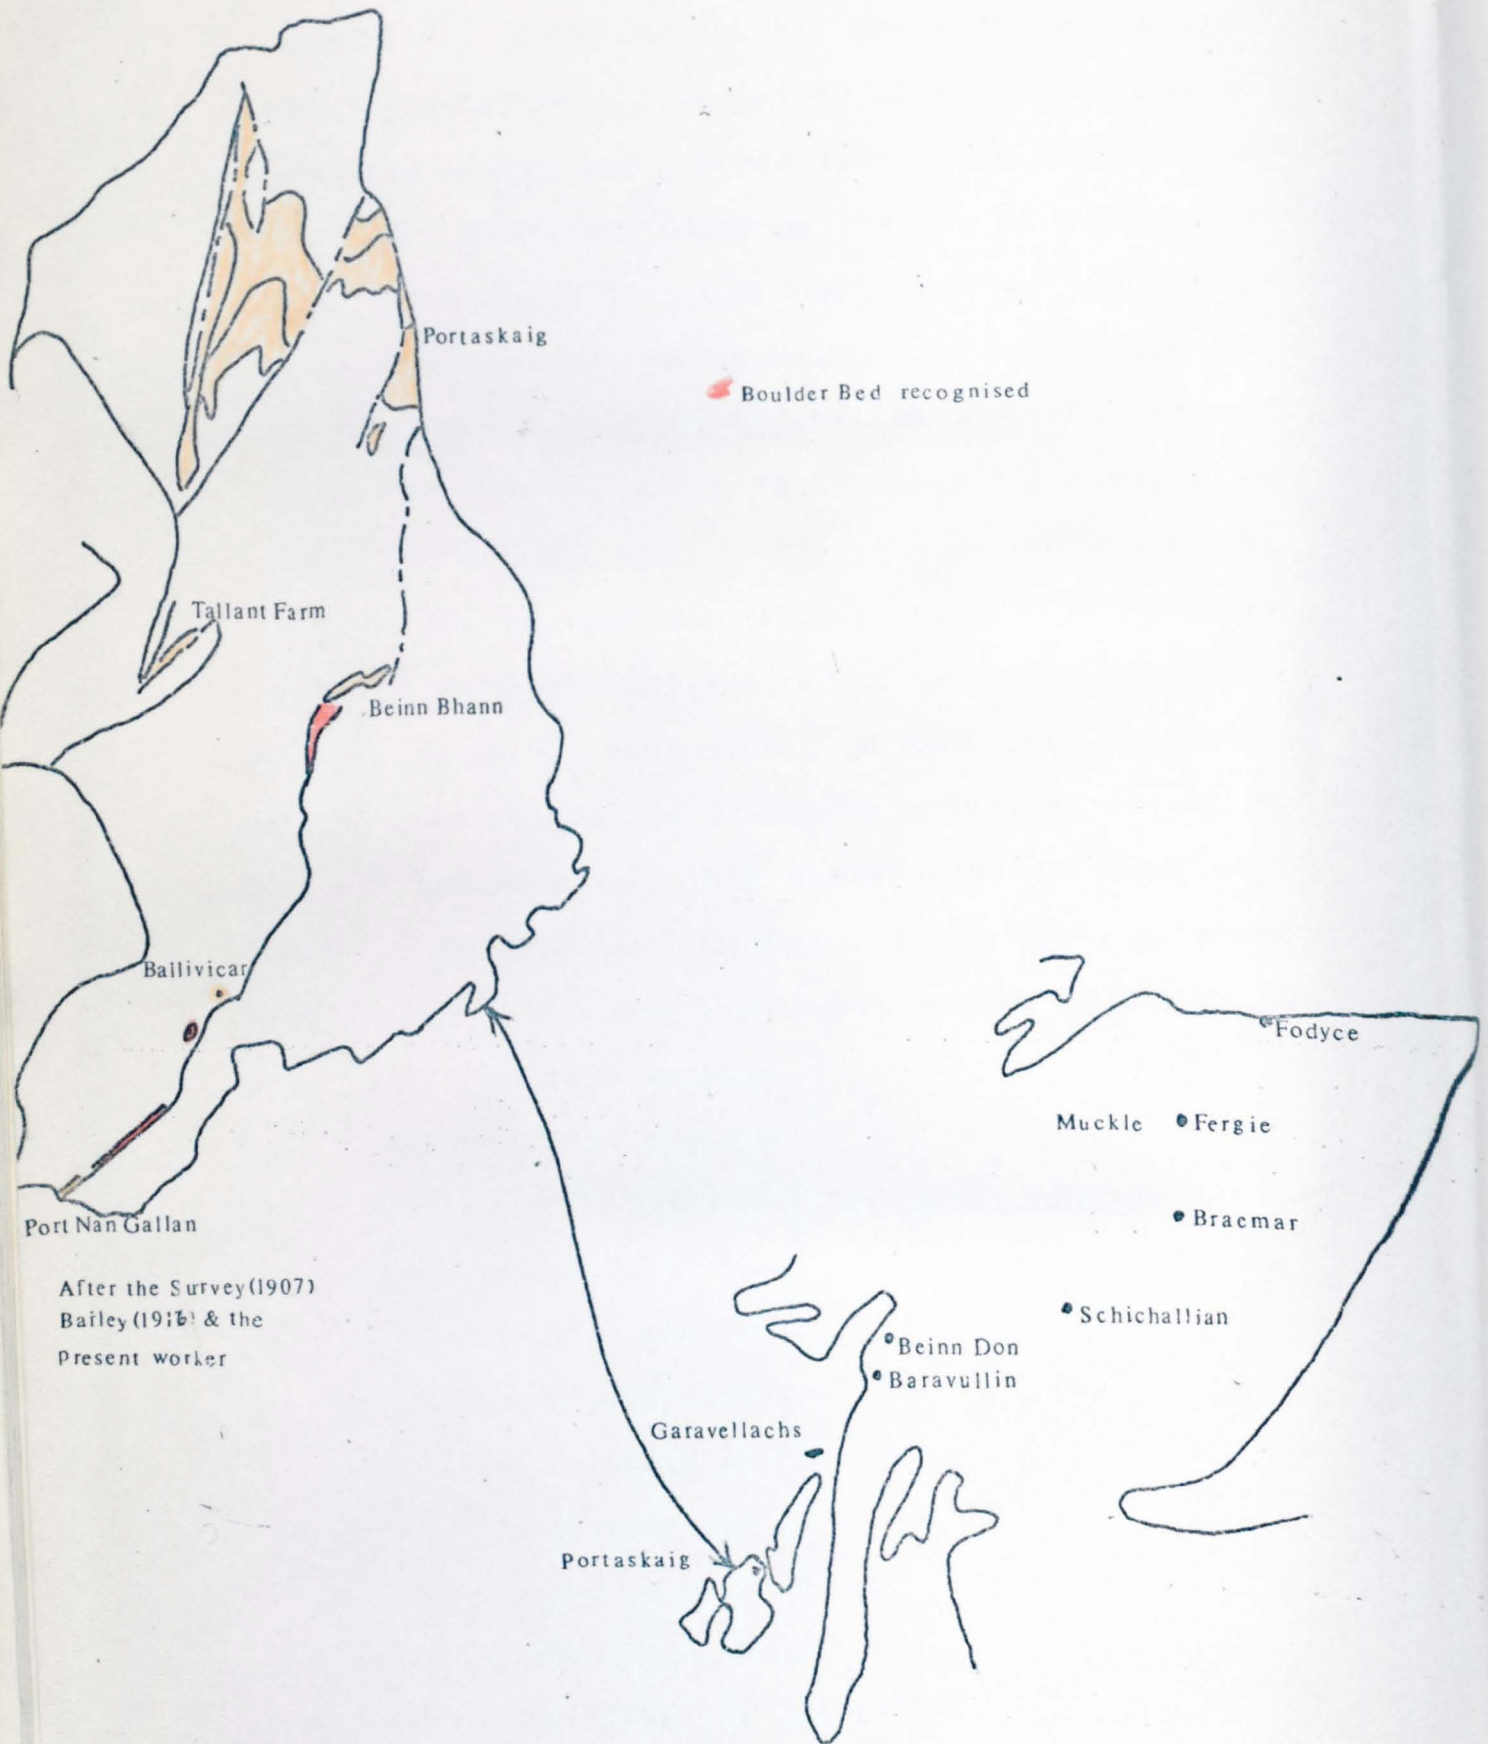 Portaskaig
Boulder Bed recognised
Tallant Farm
Beinn Bhann
Ballivicar
Port Nan Gallan
After the Survey (1907)
Bailey & the
Present worker
Fodyce
Muckle Fergie
Braemar
Schichallian
Beinn Don
Baravullin
Garavellachs
Portaskaig